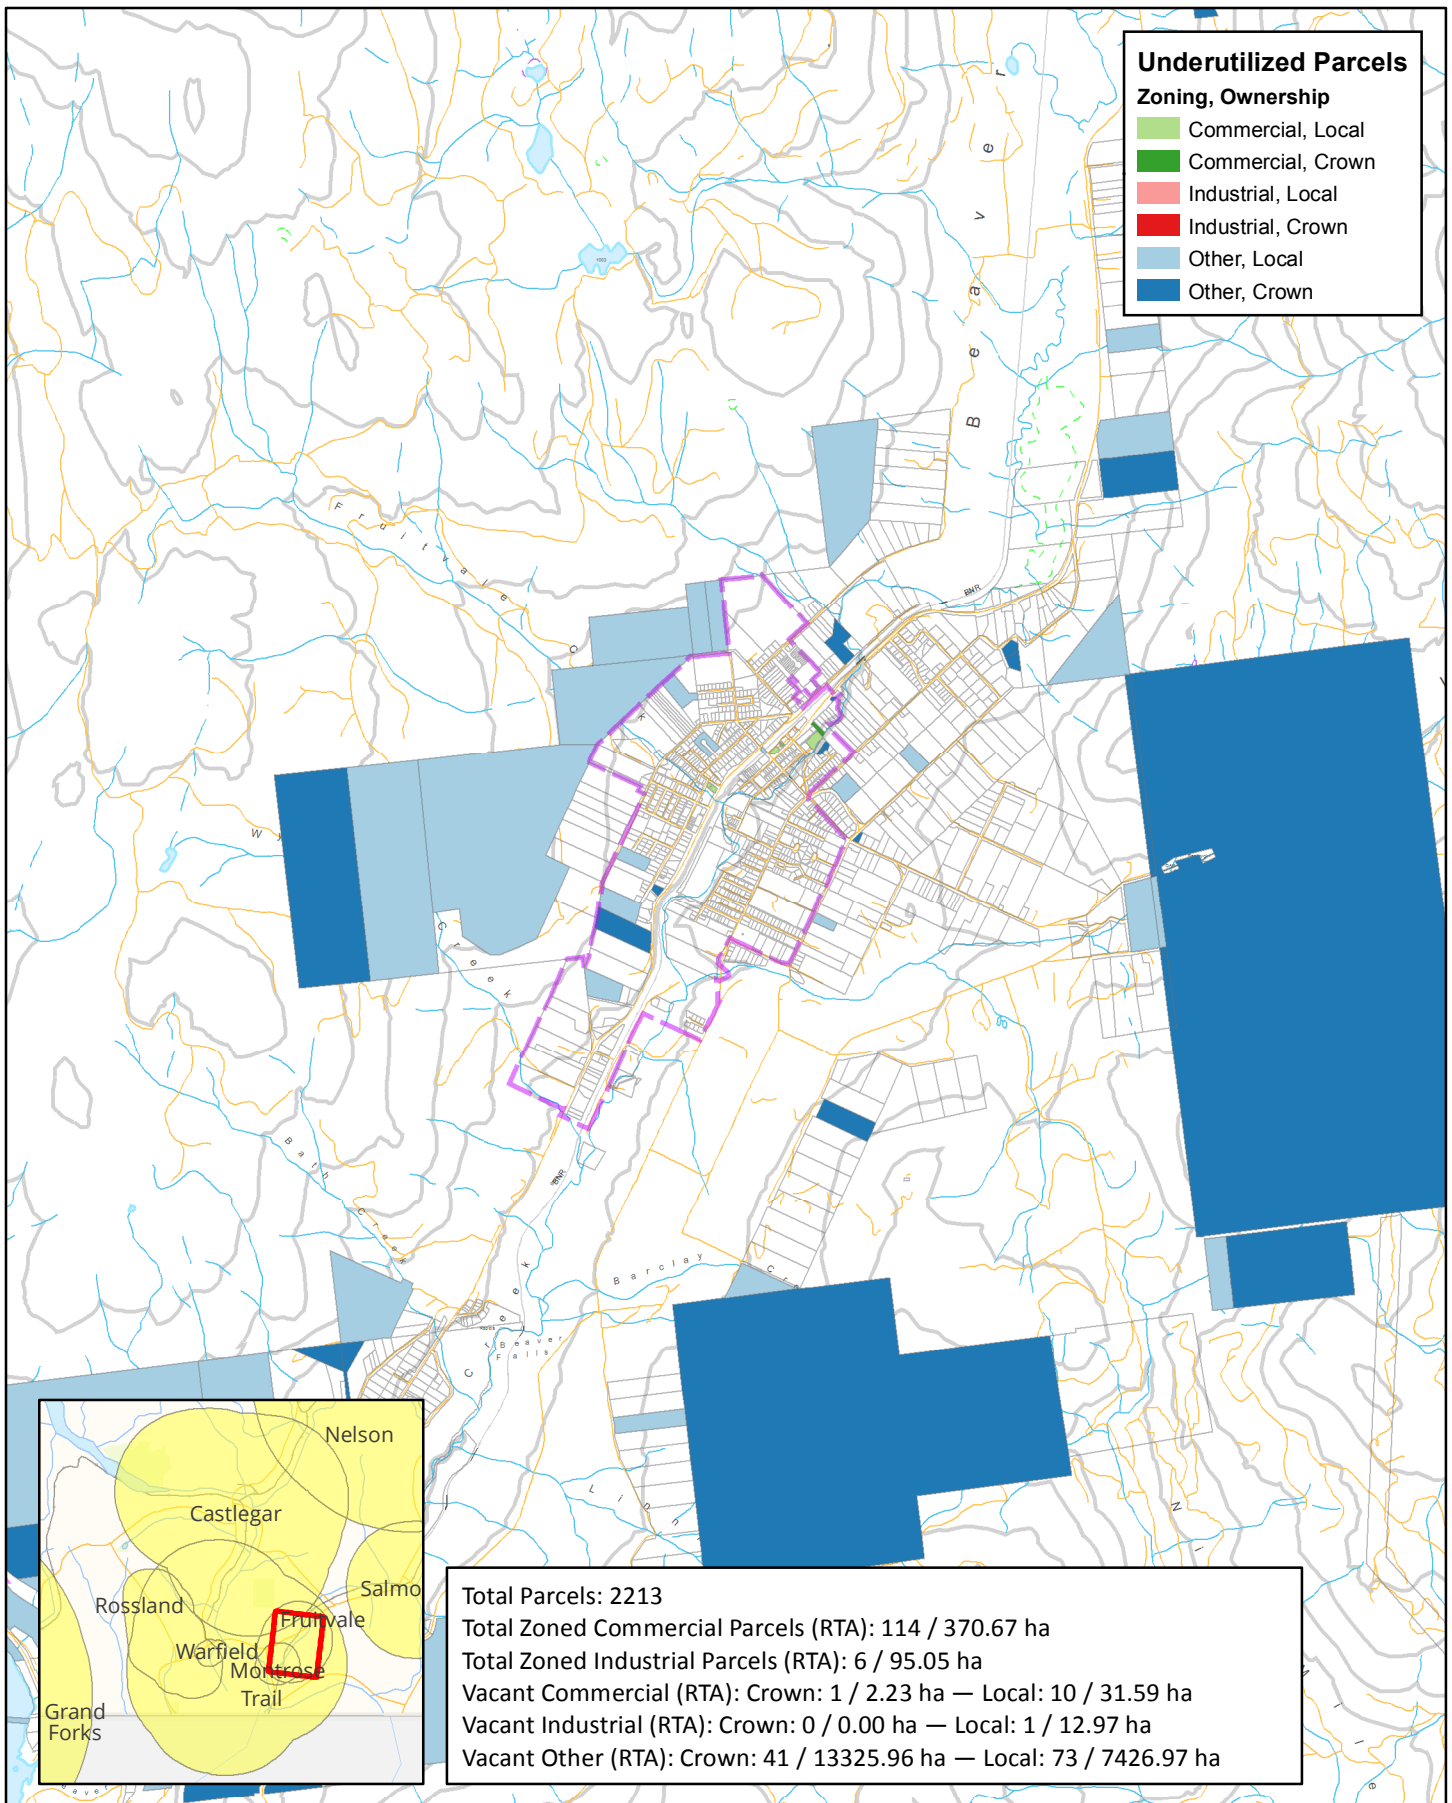 Underutilized Parcels
Zoning, Ownership
Commercial, Local
Commercial, Crown
Industrial, Local
Industrial, Crown
Other, Local
Other, Crown
B e a v e r
1003
F r u i t v a l e
C
k
BNR
W y
C r e e k
B a t h
C r e e k
BNR
C r e e k
B a r c l a y
C r e
B e a v e r
F a l l s
L i n n
N i
M i l e
Nelson
Castlegar
Rossland
Salmo
Fruitvale
Warfield
Montrose
Trail
Grand
Forks
e a v e r
Total Parcels: 2213
Total Zoned Commercial Parcels (RTA): 114 / 370.67 ha
Total Zoned Industrial Parcels (RTA): 6 / 95.05 ha
Vacant Commercial (RTA): Crown: 1 / 2.23 ha — Local: 10 / 31.59 ha
Vacant Industrial (RTA): Crown: 0 / 0.00 ha — Local: 1 / 12.97 ha
Vacant Other (RTA): Crown: 41 / 13325.96 ha — Local: 73 / 7426.97 ha